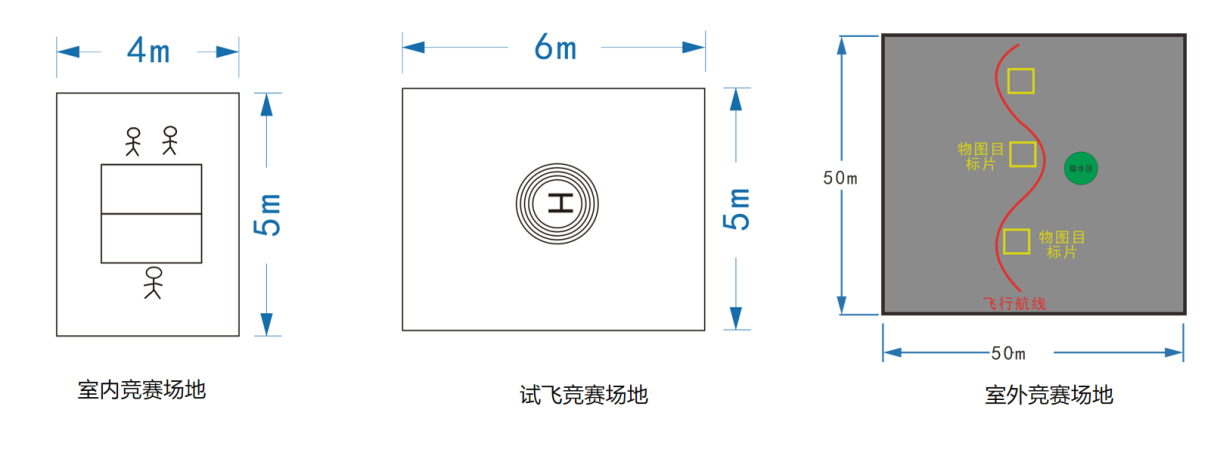 4m
5m
室内竞赛场地
6m
H
5m
试飞竞赛场地
50m
物图目
标片
物图目
标片
飞行航线
50m
室外竞赛场地